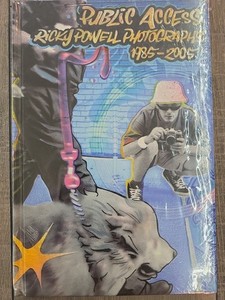 PUBLIC ACCESS
RICKY POWELL PHOTOGRAPHS
1985-2005